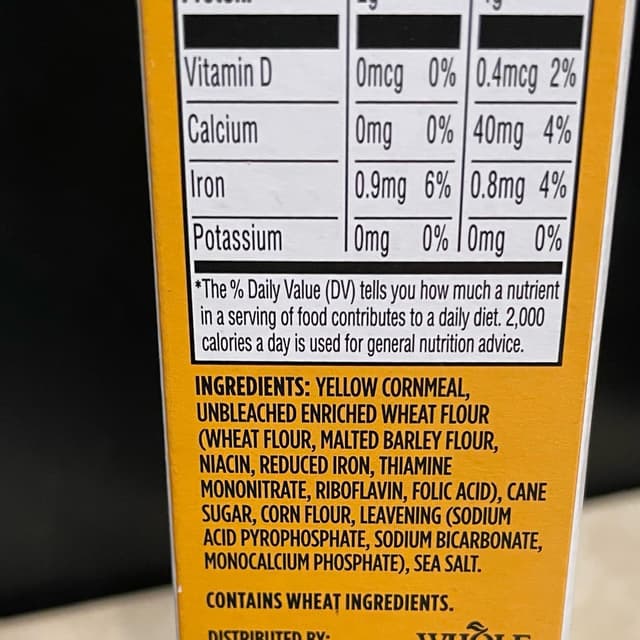 Vitamin D 0mcg 0% 0.4mcg 2%
Calcium 0mg 0% 40mg 4%
Iron 0.9mg 6% 0.8mg 4%
Potassium 0mg 0% 0mg 0%
*The % Daily Value (DV) tells you how much a nutrient
in a serving of food contributes to a daily diet. 2,000
calories a day is used for general nutrition advice.
INGREDIENTS: YELLOW CORNMEAL,
UNBLEACHED ENRICHED WHEAT FLOUR
(WHEAT FLOUR, MALTED BARLEY FLOUR,
NIACIN, REDUCED IRON, THIAMINE
MONONITRATE, RIBOFLAVIN, FOLIC ACID), CANE
SUGAR, CORN FLOUR, LEAVENING (SODIUM
ACID PYROPHOSPHATE, SODIUM BICARBONATE,
MONOCALCIUM PHOSPHATE), SEA SALT.
CONTAINS WHEAT INGREDIENTS.
DISTRIBUTED BY: WHOLE